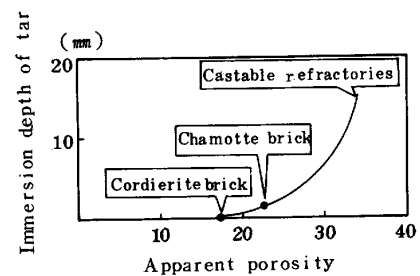 Immersion depth of tar
(mm)
20
10
Castable refractories
Chamotte brick
Cordierite brick
10 20 30 40
Apparent porosity